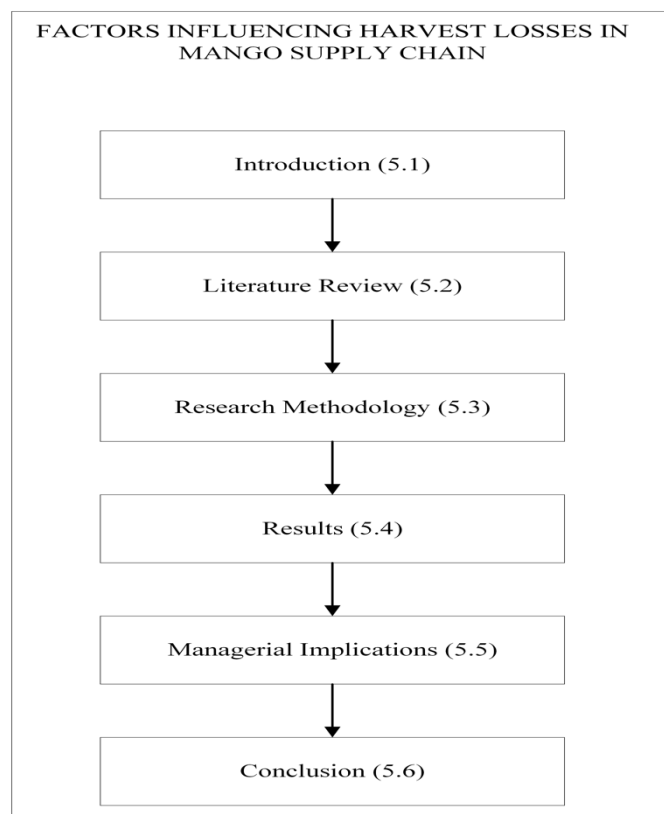 FACTORS INFLUENCING HARVEST LOSSES IN
MANGO SUPPLY CHAIN
Introduction (5.1)
Literature Review (5.2)
Research Methodology (5.3)
Results (5.4)
Managerial Implications (5.5)
Conclusion (5.6)